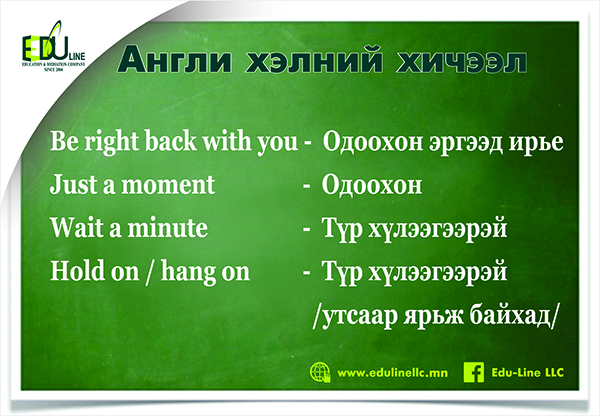 EDU LINE
EDUCATION & MEDIATION COMPANY
SINCE 2004
Англи хэлний хичээл
Be right back with you - Одоохон эргээд ирье
Just a moment - Одоохон
Wait a minute - Түр хүлээгээрэй
Hold on / hang on - Түр хүлээгээрэй
/утсаар ярьж байхад/
www.edulinellc.mn Edu-Line LLC